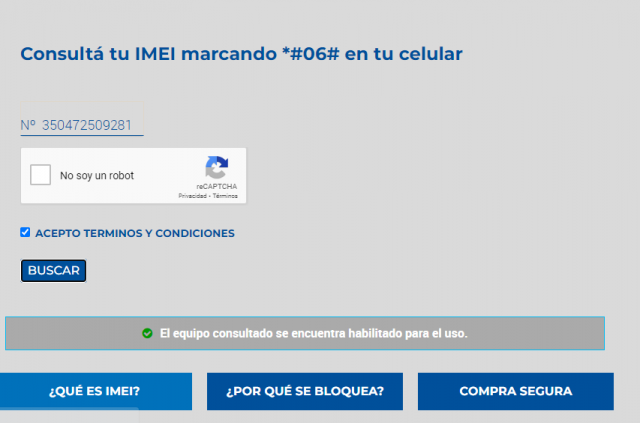 Consultá tu IMEI marcando *#06# en tu celular
Nº 350472509281
No soy un robot
reCAPTCHA
Privacidad - Términos
ACEPTO TERMINOS Y CONDICIONES
BUSCAR
El equipo consultado se encuentra habilitado para el uso.
¿QUÉ ES IMEI? ¿POR QUÉ SE BLOQUEA? COMPRA SEGURA